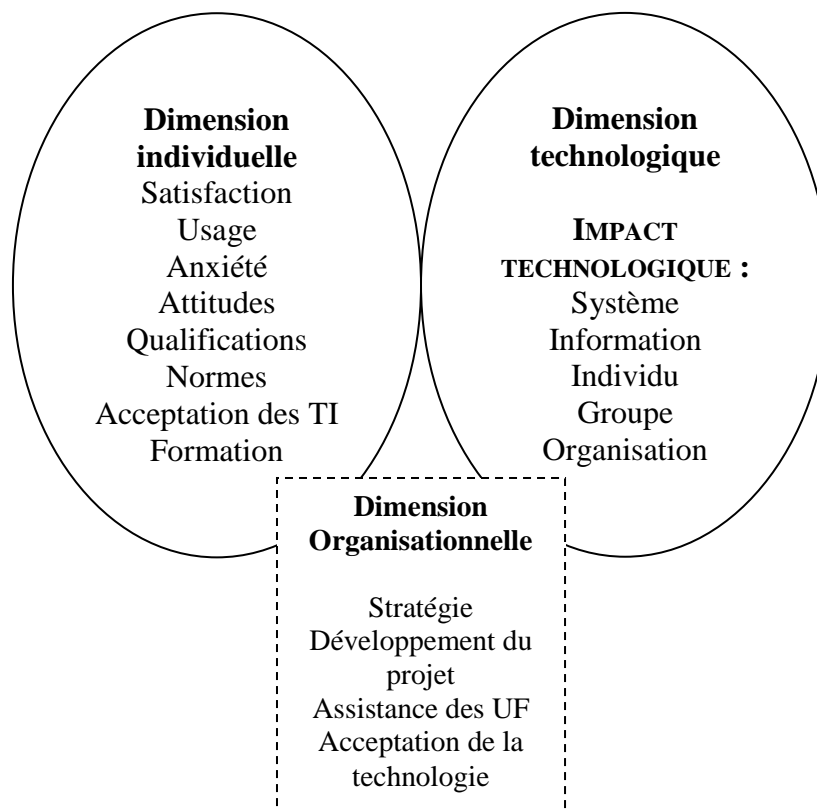 Dimension
individuelle
Satisfaction
Usage
Anxiété
Attitudes
Qualifications
Normes
Acceptation des TI
Formation
Dimension
technologique
IMPACT
TECHNOLOGIQUE :
Système
Information
Individu
Groupe
Organisation
Dimension
Organisationnelle
Stratégie
Développement du
projet
Assistance des UF
Acceptation de la
technologie